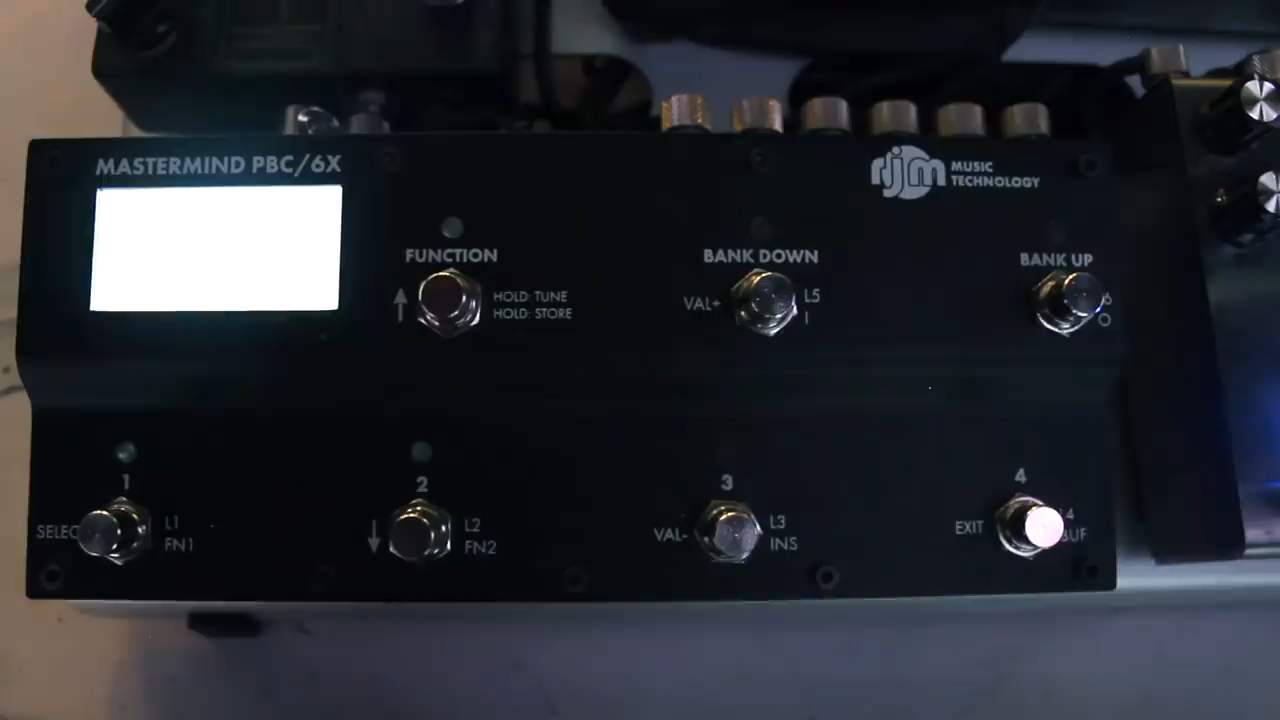 MASTERMIND PBC/6X
rjm MUSIC
TECHNOLOGY
FUNCTION
HOLD: TUNE
HOLD: STORE
BANK DOWN
VAL+
L5
I
BANK UP
O
1
L1
FN1
2
L2
FN2
3
VAL-
L3
INS
4
EXIT